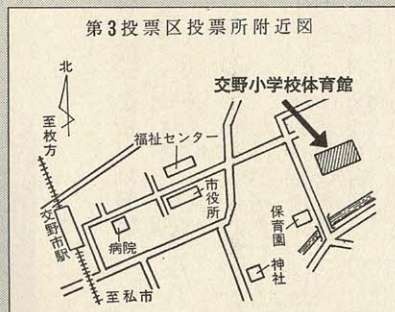 第3投票区投票所附近図
北
至枚方
交野小学校体育館
福祉センター
市役所
交野市駅
病院
保育園
神社
至私市